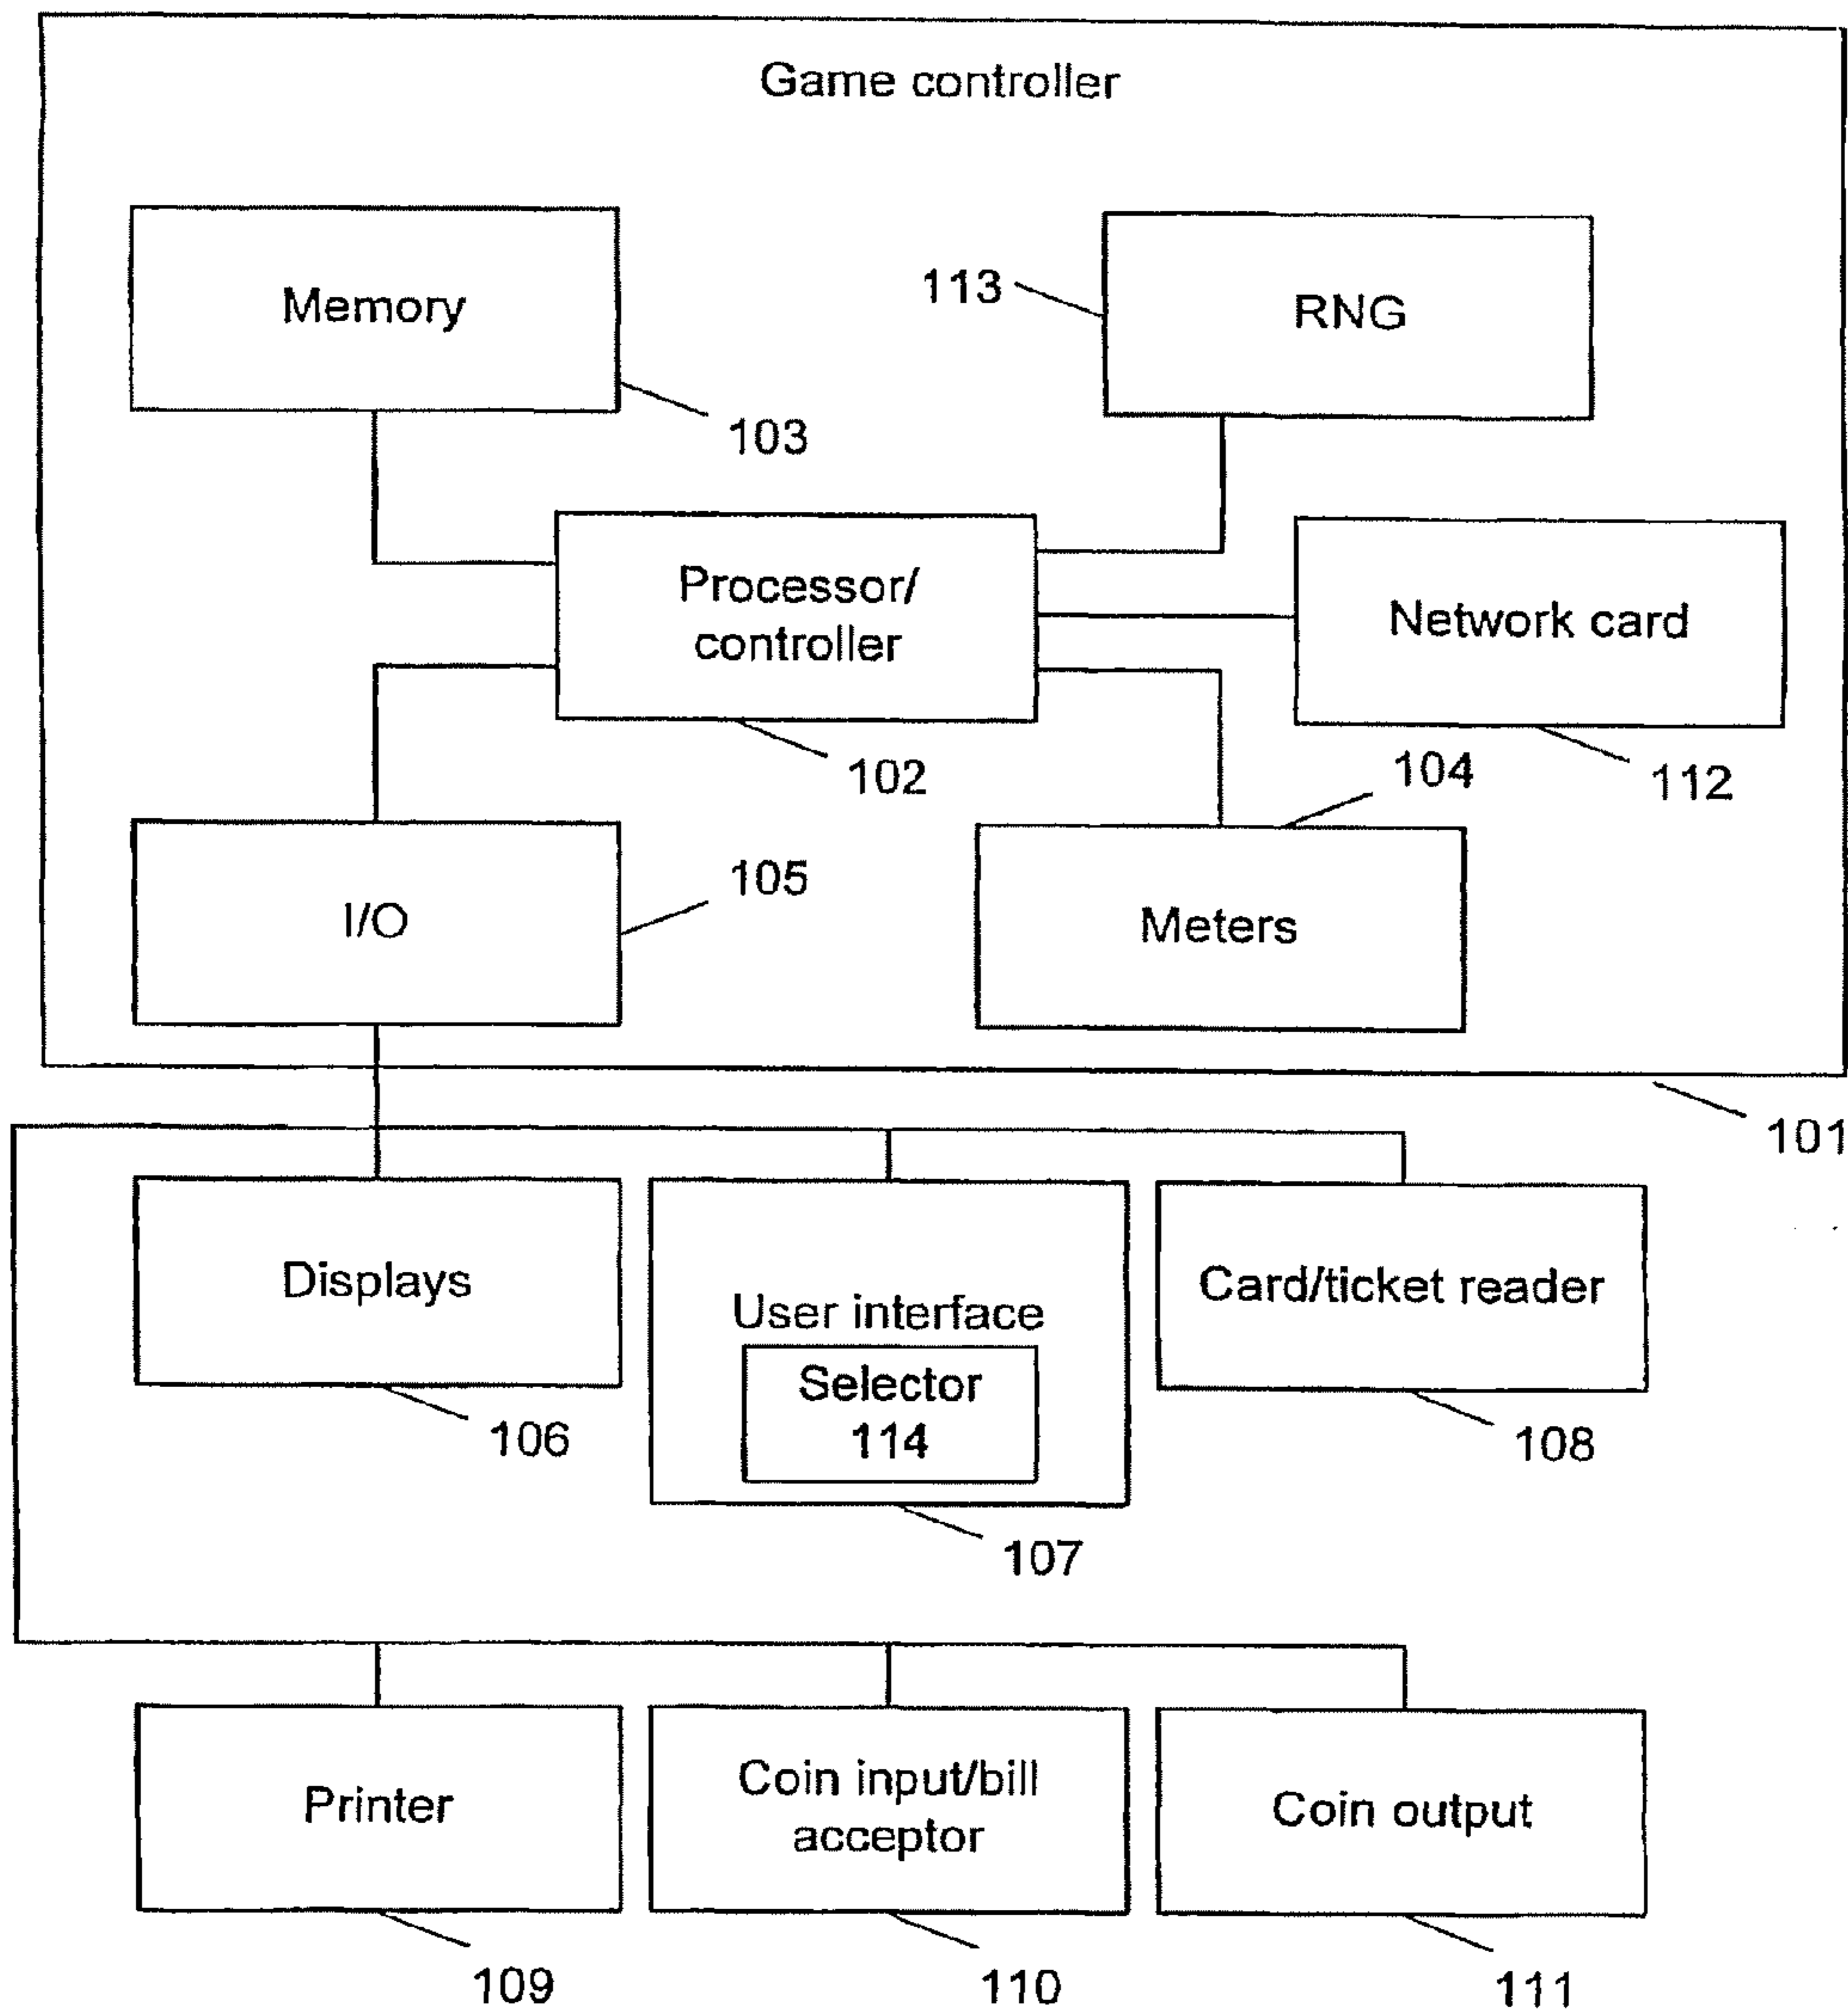 Game controller
Memory
113
RNG
103
Processor/
controller
Network card
102
104
112
105
I/O
Meters
101
Displays
User interface
Card/ticket reader
Selector
114
106
108
107
Printer
Coin input/bill
acceptor
Coin output
109
110
111